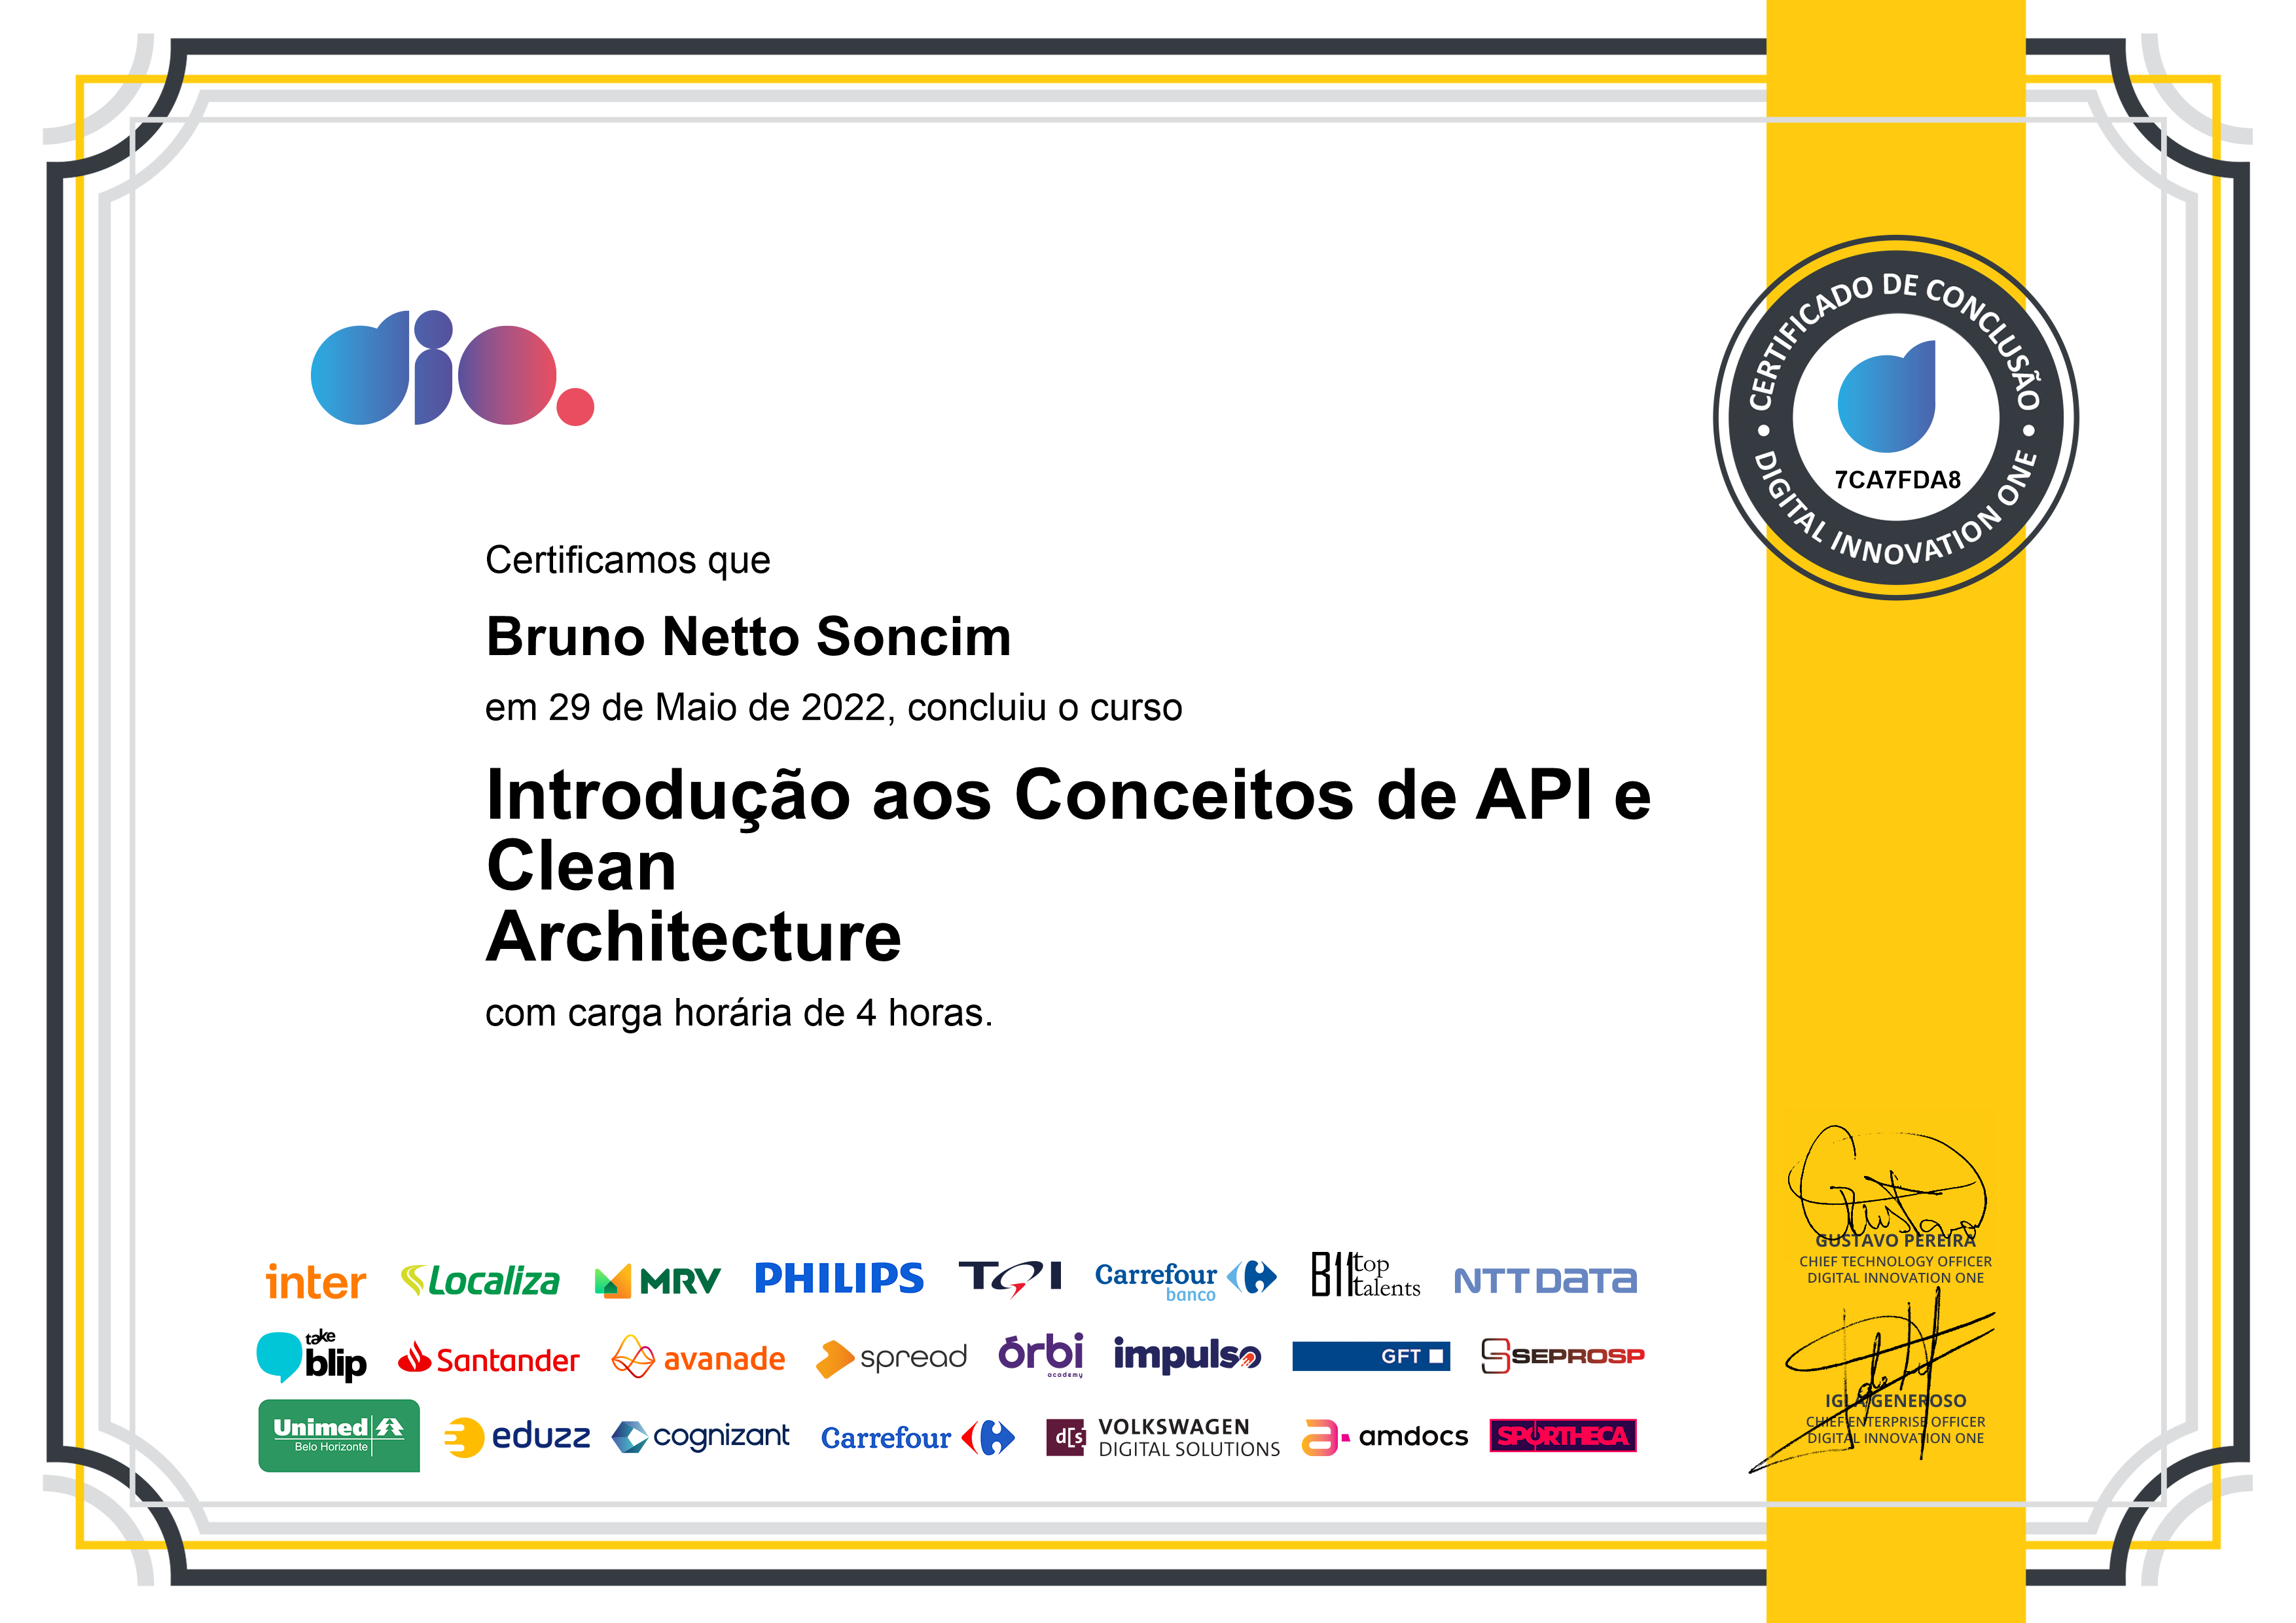 dio.
CERTIFICADO DE CONCLUSÃO
7CA7FDA8
DIGITAL INNOVATION ONE
Certificamos que
Bruno Netto Soncim
em 29 de Maio de 2022, concluiu o curso
Introdução aos Conceitos de API e
Clean
Architecture
com carga horária de 4 horas.
Gustavo
GUSTAVO PEREIRA
CHIEF TECHNOLOGY OFFICER
DIGITAL INNOVATION ONE
IGLA GENEROSO
CHIEF ENTERPRISE OFFICER
DIGITAL INNOVATION ONE
inter Localiza MRV PHILIPS TQI Carrefour banco B11 top talents NTT DATA
take blip Santander avanade spread órbi academy impulso GFT SEPROSP
Unimed Belo Horizonte eduzz cognizant Carrefour d[s] VOLKSWAGEN DIGITAL SOLUTIONS a amdocs SPORTHECA